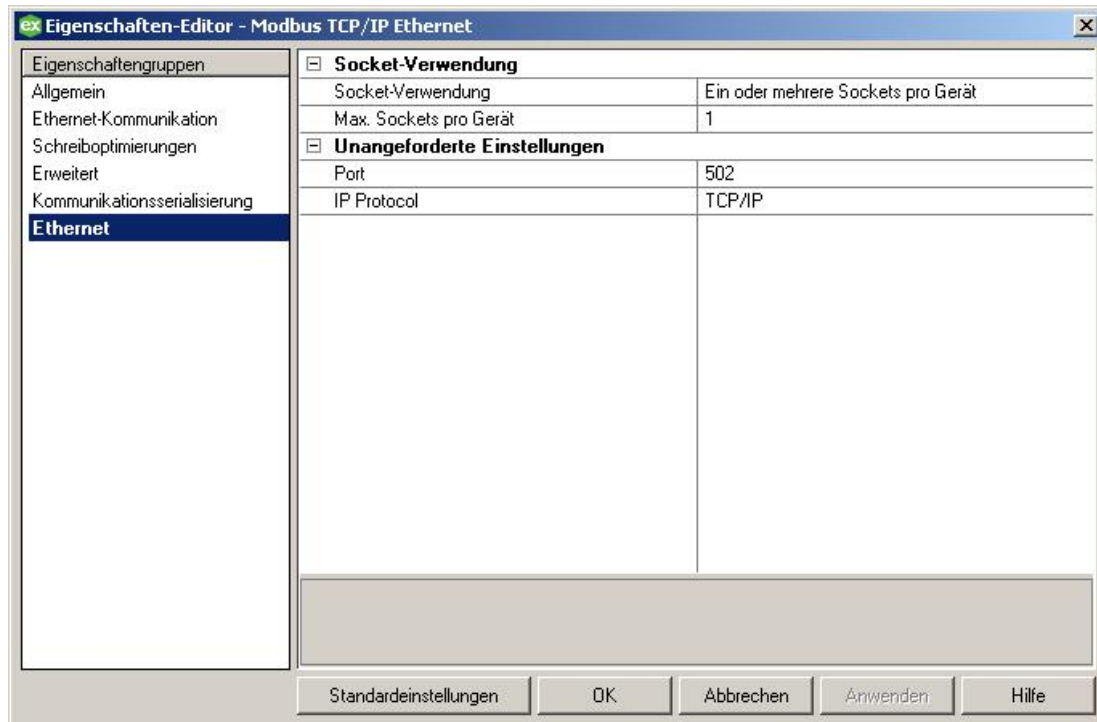 ex Eigenschaften-Editor - Modbus TCP/IP Ethernet
Eigenschaftengruppen
Allgemein
Ethernet-Kommunikation
Schreiboptimierungen
Erweitert
Kommunikationsserialisierung
Ethernet
Socket-Verwendung
Socket-Verwendung Ein oder mehrere Sockets pro Gerät
Max. Sockets pro Gerät 1
Unangeforderte Einstellungen
Port 502
IP Protocol TCP/IP
Standardeinstellungen OK Abbrechen Anwenden Hilfe